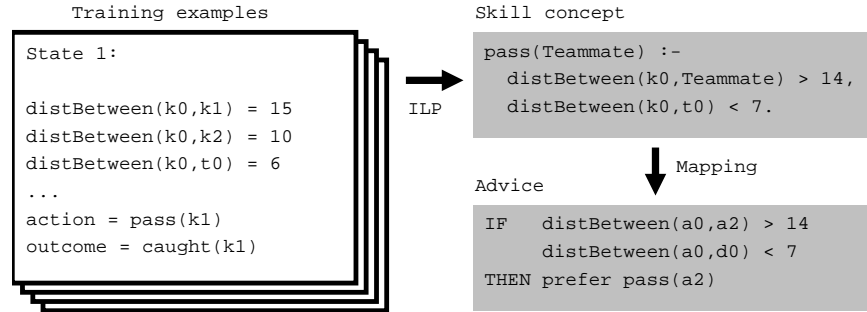 Training examples
State 1:
distBetween(k0,k1) = 15
distBetween(k0,k2) = 10
distBetween(k0,t0) = 6
...
action = pass(k1)
outcome = caught(k1)
ILP
Skill concept
pass(Teammate) :-
distBetween(k0,Teammate) > 14,
distBetween(k0,t0) < 7.
Mapping
Advice
IF distBetween(a0,a2) > 14
distBetween(a0,d0) < 7
THEN prefer pass(a2)